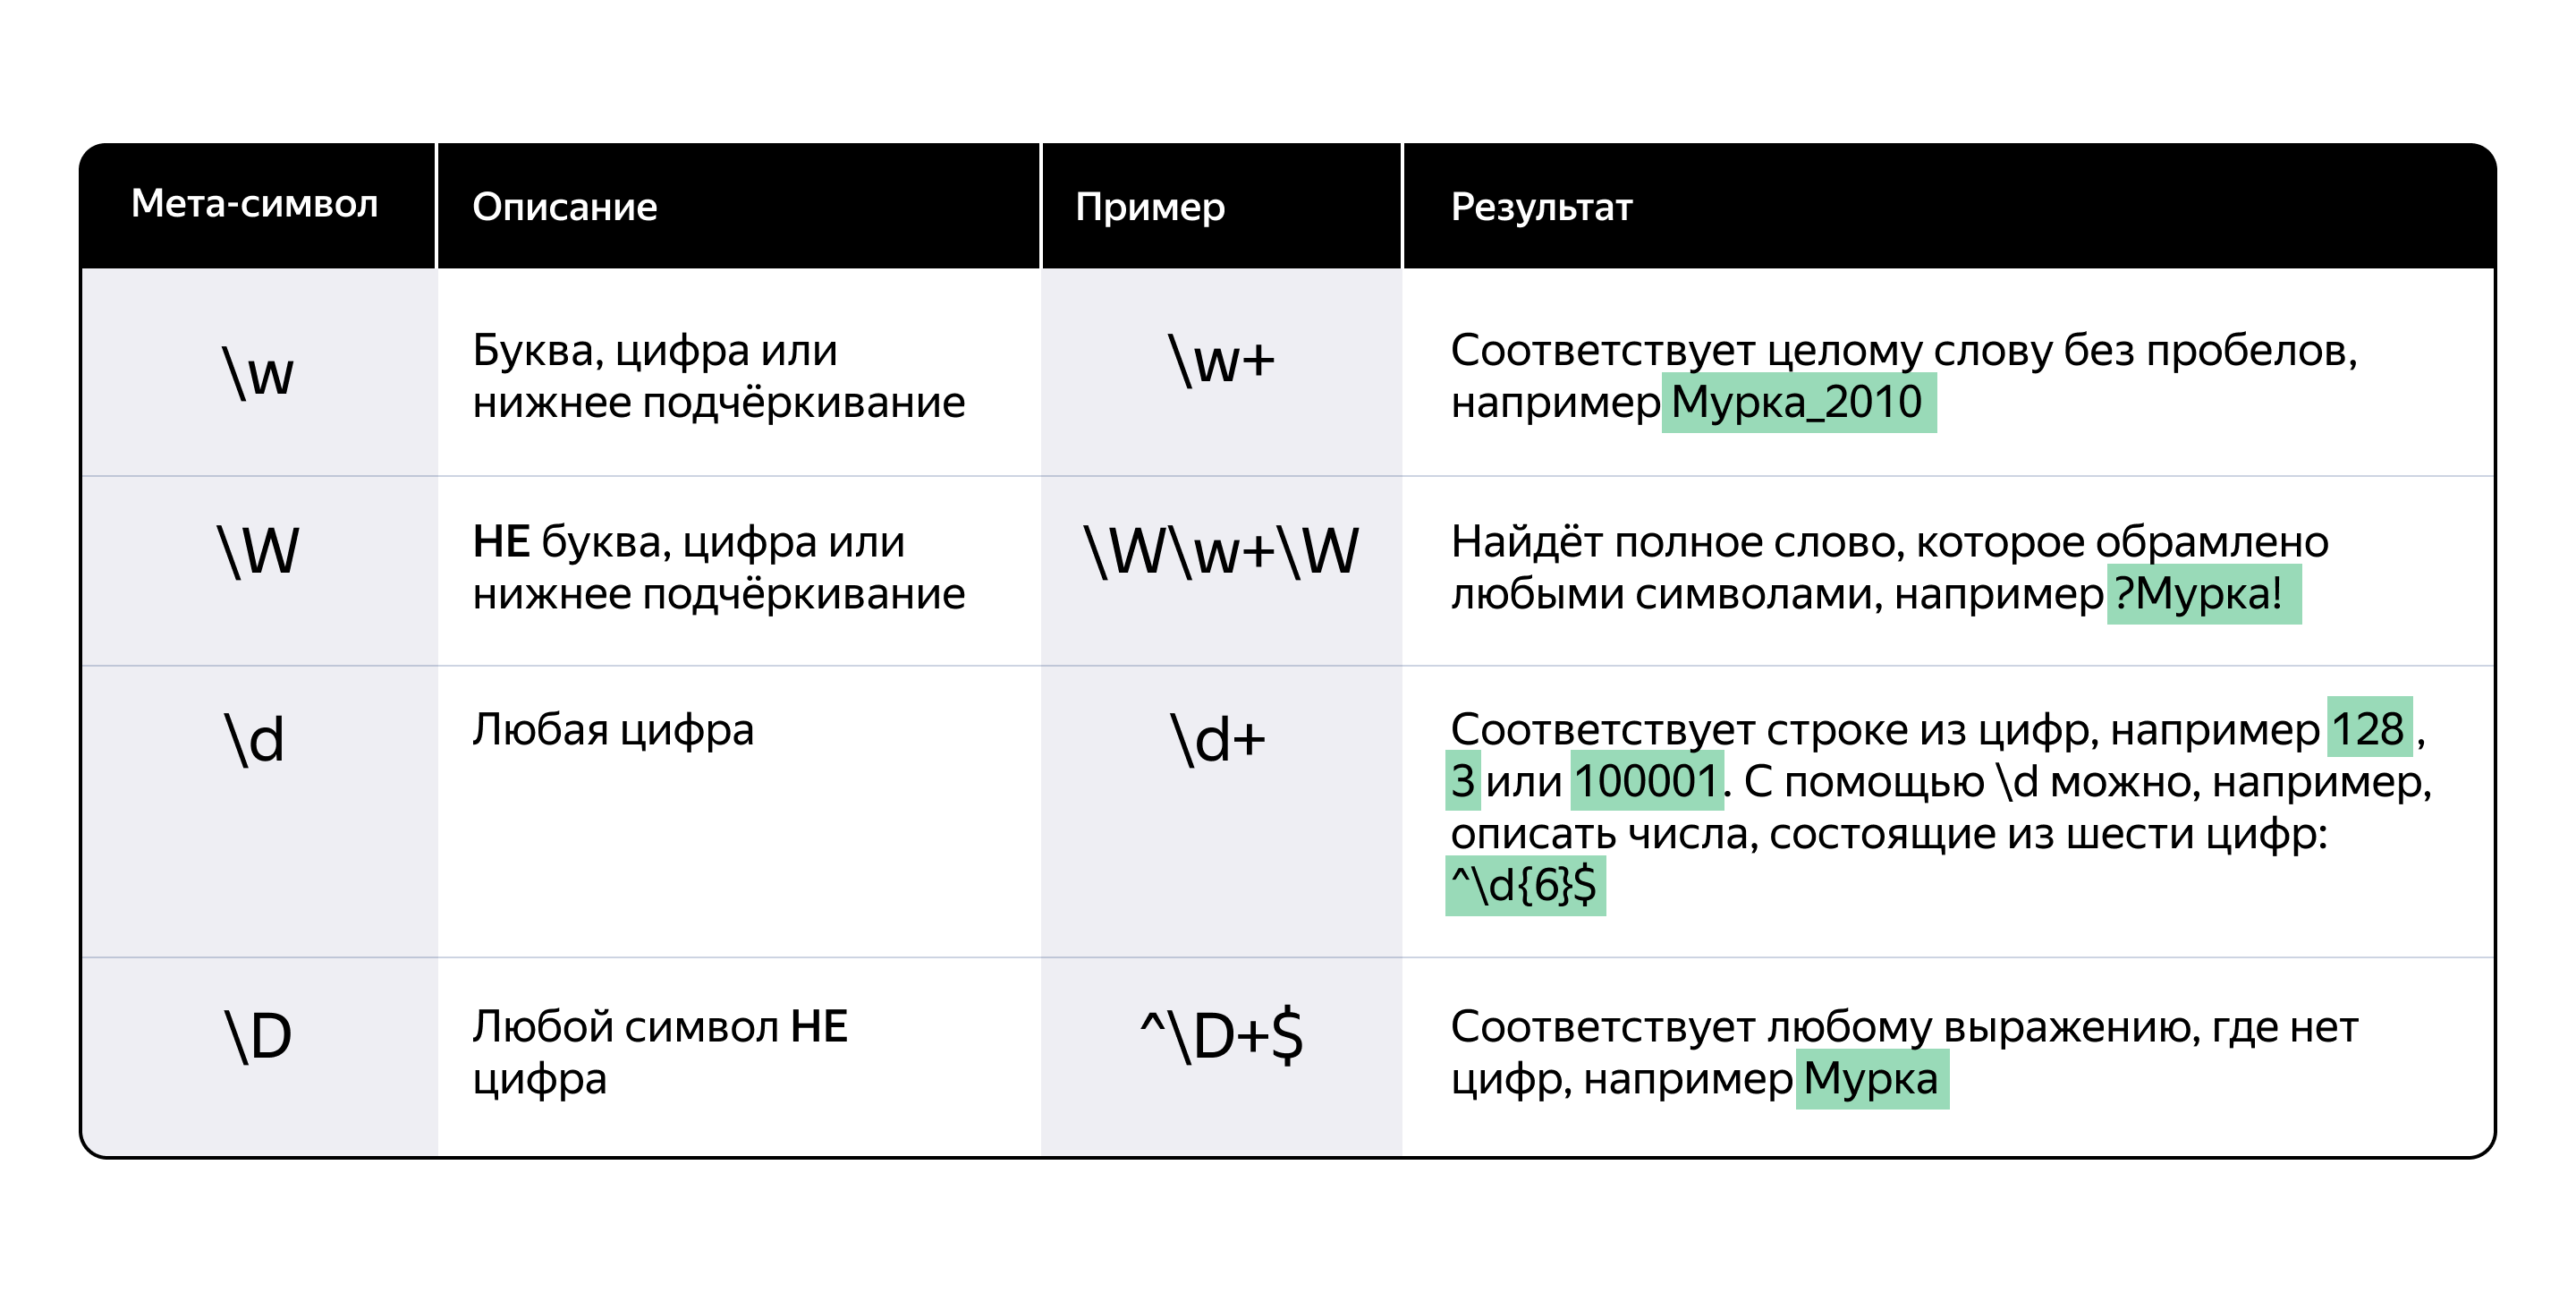 Мета-символ
Описание
Пример
Результат
\w
Буква, цифра или
нижнее подчёркивание
\w+
Соответствует целому слову без пробелов,
например Мурка_2010
\W
НЕ буква, цифра или
нижнее подчёркивание
\W\w+\W
Найдёт полное слово, которое обрамлено
любыми символами, например ?Мурка!
\d
Любая цифра
\d+
Соответствует строке из цифр, например 128 ,
3 или 100001. С помощью \d можно, например,
описать числа, состоящие из шести цифр:
^\d{6}$
\D
Любой символ НЕ
цифра
^\D+$
Соответствует любому выражению, где нет
цифр, например Мурка